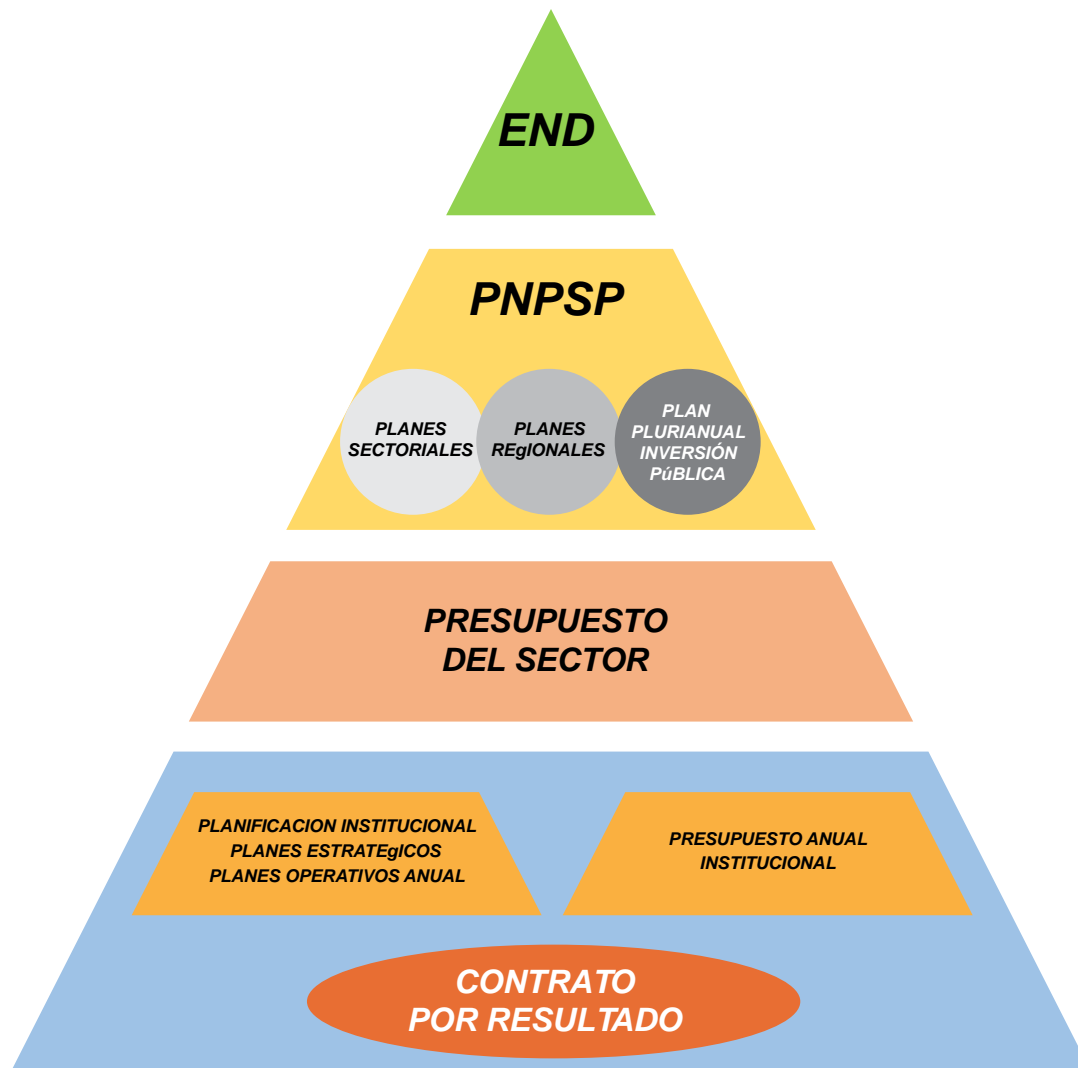 END
PNPSP
PLANES
SECTORIALES
PLANES
REgIONALES
PLAN
PLURIANUAL
INVERSIÓN
PúBLICA
PRESUPUESTO
DEL SECTOR
PLANIFICACION INSTITUCIONAL
PLANES ESTRATEgICOS
PLANES OPERATIVOS ANUAL
PRESUPUESTO ANUAL
INSTITUCIONAL
CONTRATO
POR RESULTADO